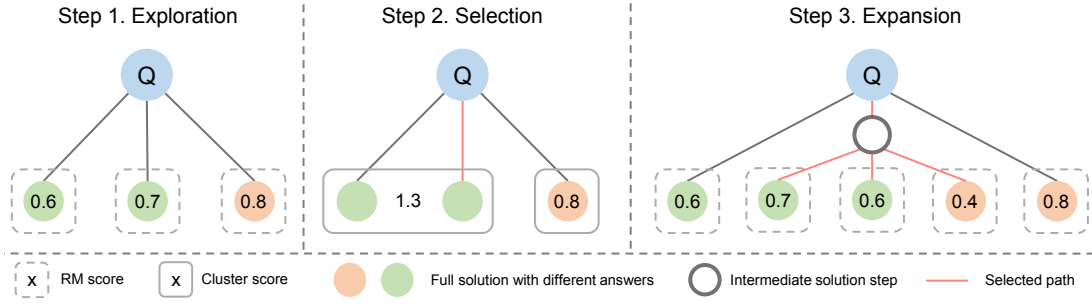 Step 1. Exploration
Step 2. Selection
Step 3. Expansion
Q
Q
Q
0.6
0.7
0.8
1.3
0.8
0.6
0.7
0.6
0.4
0.8
x RM score
x Cluster score
Full solution with different answers
Intermediate solution step
Selected path